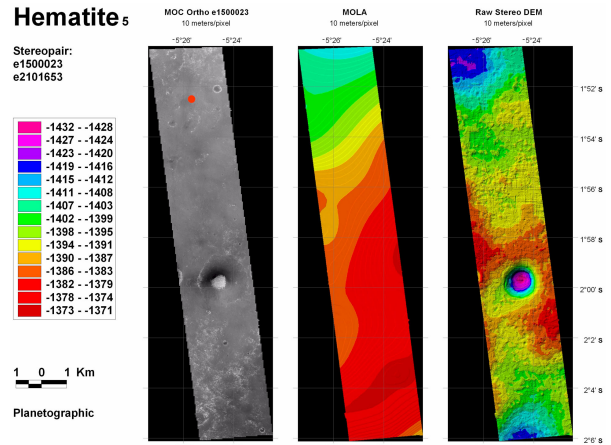 Hematite 5
Stereopair:
e1500023
e2101653
-1432 - -1428
-1427 - -1424
-1423 - -1420
-1419 - -1416
-1415 - -1412
-1411 - -1408
-1407 - -1403
-1402 - -1399
-1398 - -1395
-1394 - -1391
-1390 - -1387
-1386 - -1383
-1382 - -1379
-1378 - -1374
-1373 - -1371
1 0 1 Km
Planetographic
MOC Ortho e1500023
10 meters/pixel
-5°26' -5°24'
MOLA
10 meters/pixel
-5°26' -5°24'
Raw Stereo DEM
10 meters/pixel
-5°26' -5°24'
1°52' S
1°54' S
1°56' S
1°58' S
2°00' S
2°2' S
2°4' S
2°6' S